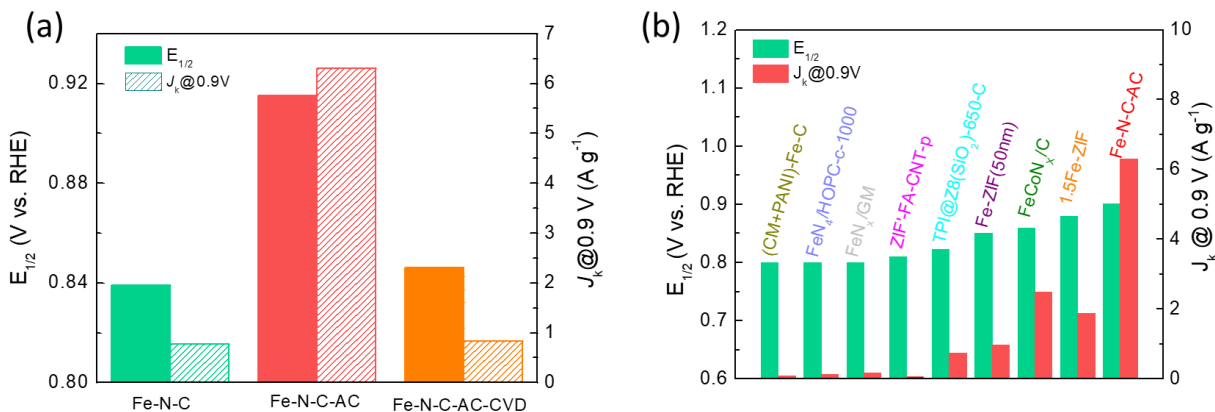 (a)
E1/2
Jk@0.9V
E1/2 (V vs. RHE)
0.92
0.88
0.84
0.80
7
6
5
4
3
2
1
0
Jk@0.9 V (A g-1)
Fe-N-C
Fe-N-C-AC
Fe-N-C-AC-CVD
(b)
E1/2
Jk@0.9V
E1/2 (V vs. RHE)
1.2
1.1
1.0
0.9
0.8
0.7
0.6
(CM+PANI)-Fe-C
FeN4/HOPC-c-1000
FeNx/GM
ZIF'-FA-CNT-p
TPI@Z8(SiO2)-650-C
Fe-ZIF(50nm)
FeCoNx/C
1.5Fe-ZIF
Fe-N-C-AC
10
8
6
4
2
0
Jk @ 0.9 V (A g-1)